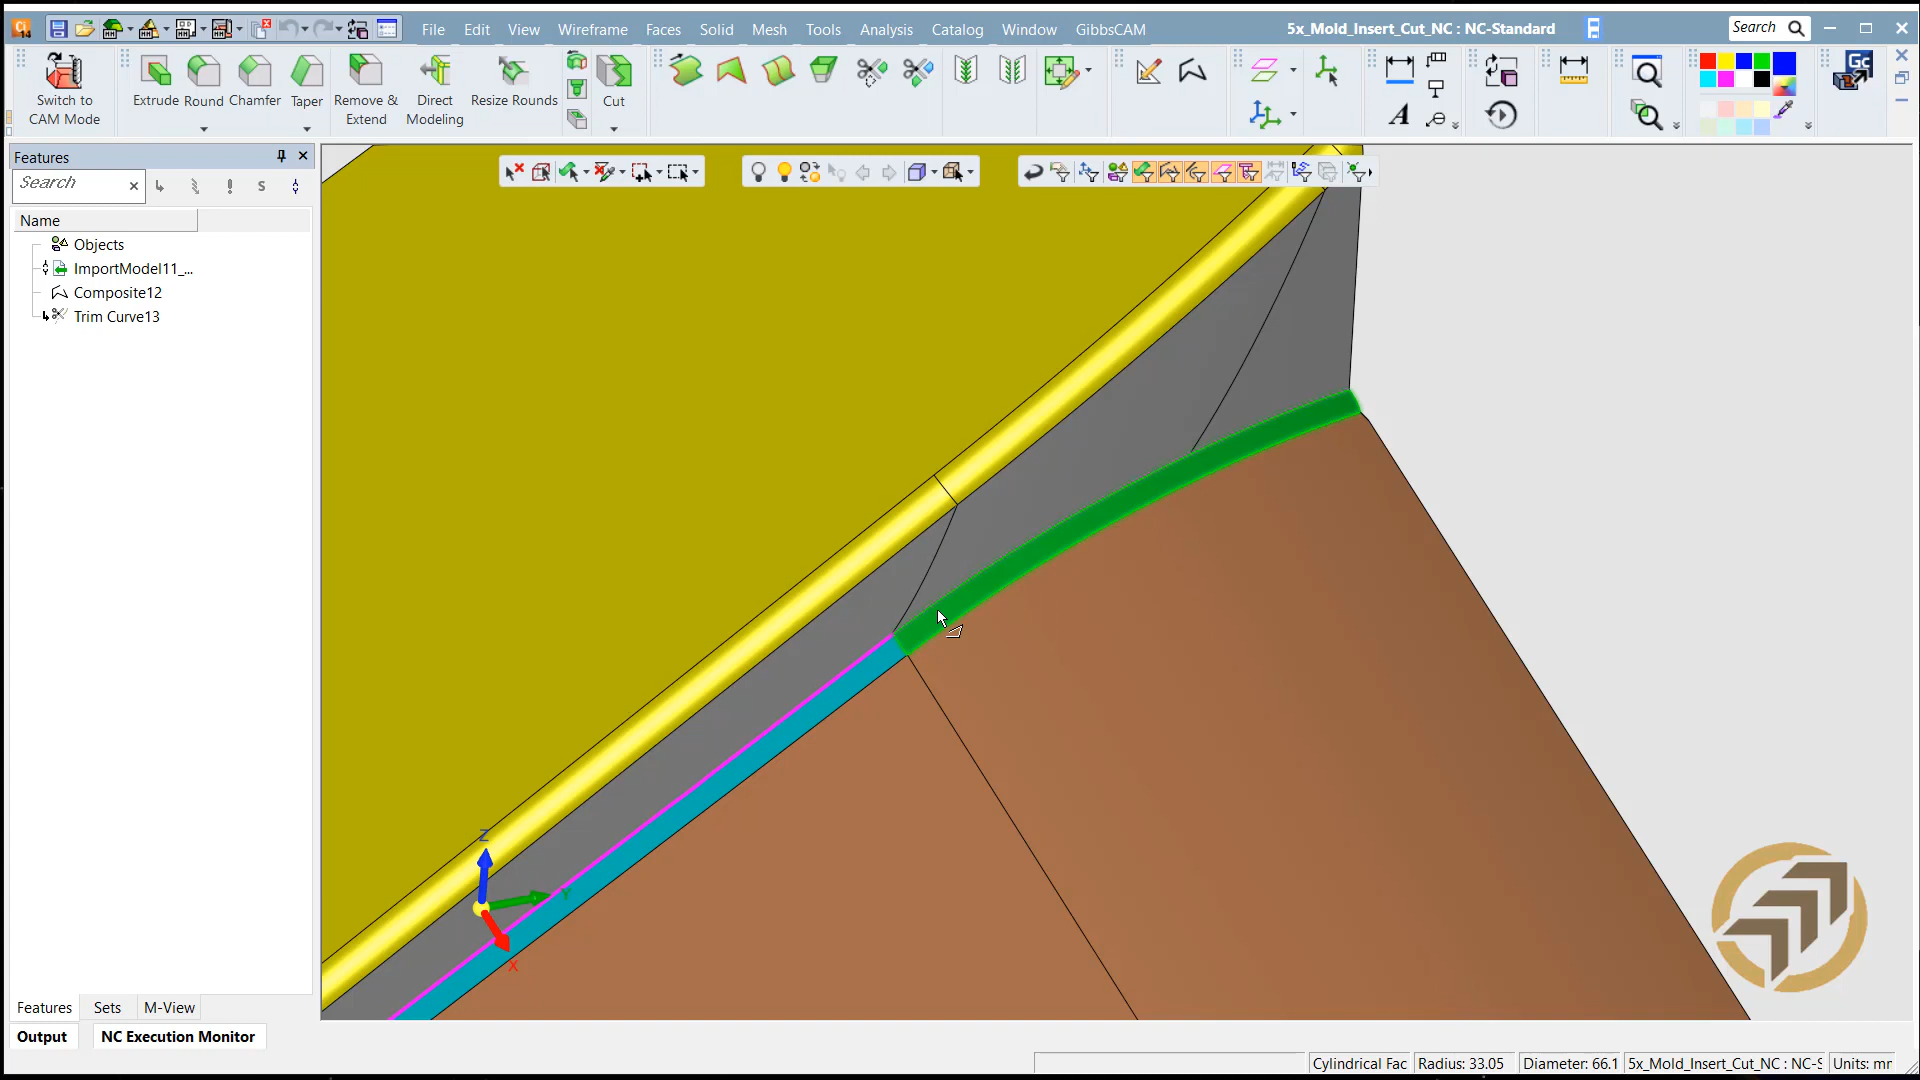 File Edit View Wireframe Faces Solid Mesh Tools Analysis Catalog Window GibbsCAM
5x_Mold_Insert_Cut_NC : NC-Standard
Search
Switch to
CAM Mode
Extrude Round Chamfer Taper
Remove &
Extend
Direct
Modeling
Resize Rounds
Cut
A
GC
Features
Search
S
Name
Objects
ImportModel11_...
Composite12
Trim Curve13
Z
Y
X
Features Sets M-View
Output NC Execution Monitor
Cylindrical Fac Radius: 33.05 Diameter: 66.1 5x_Mold_Insert_Cut_NC : NC-S Units: mr